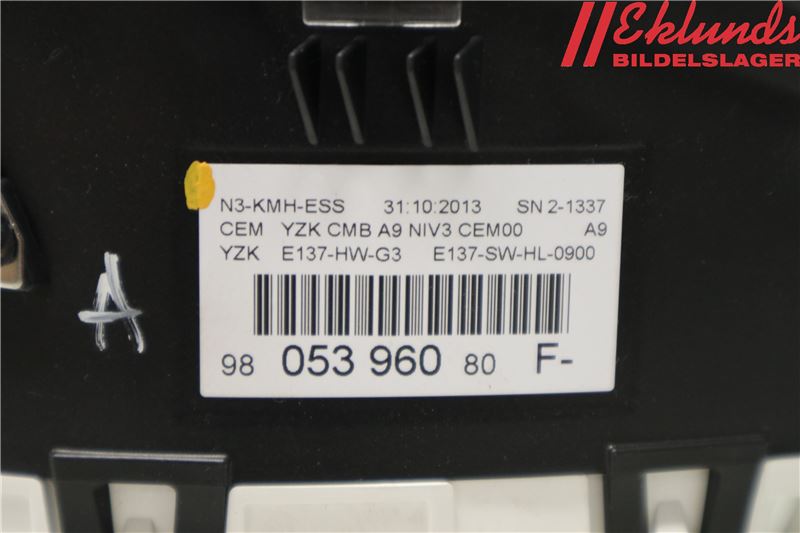 Eklunds
BILDELSLAGER
N3-KMH-ESS 31:10:2013 SN 2-1337
CEM YZK CMB A9 NIV3 CEM00 A9
YZK E137-HW-G3 E137-SW-HL-0900
98 053 960 80 F-
A